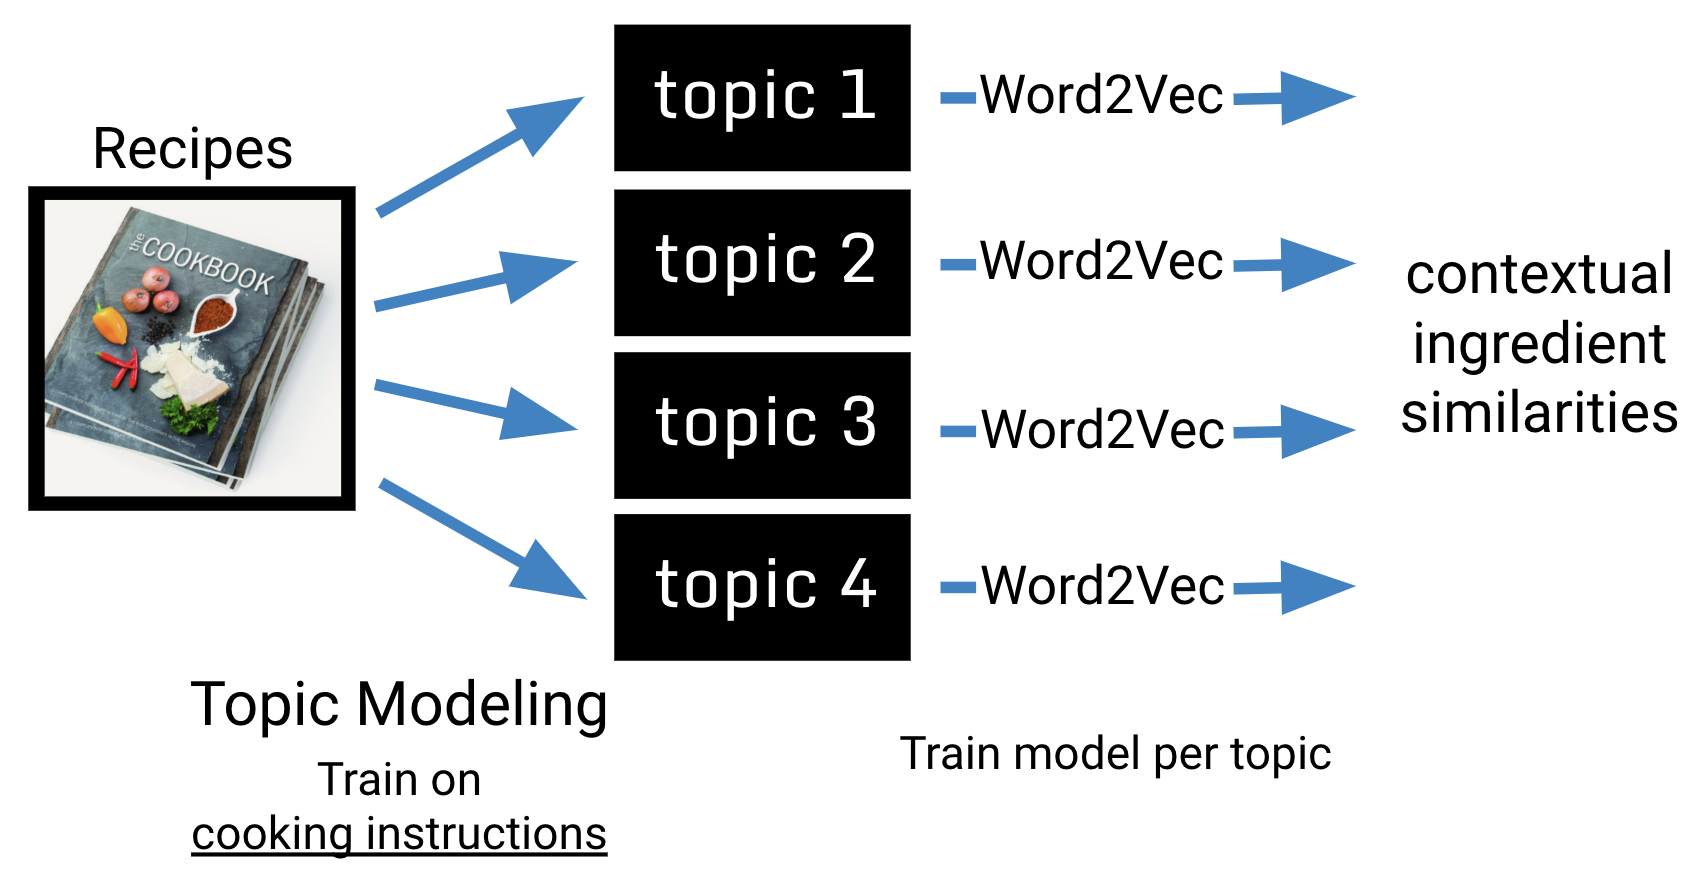 Recipes
the COOKBOOK
topic 1
Word2Vec
topic 2
Word2Vec
topic 3
Word2Vec
topic 4
Word2Vec
contextual
ingredient
similarities
Topic Modeling
Train on
cooking instructions
Train model per topic